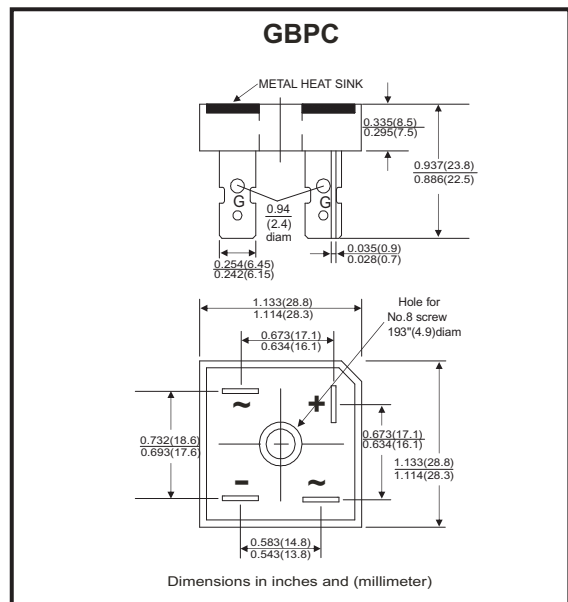 GBPC
METAL HEAT SINK
0.335(8.5)
0.295(7.5)
0.937(23.8)
0.886(22.5)
G
G
0.94
(2.4)
diam
0.035(0.9)
0.028(0.7)
0.254(6.45)
0.242(6.15)
1.133(28.8)
1.114(28.3)
Hole for
No.8 screw
193"(4.9)diam
0.673(17.1)
0.634(16.1)
~
+
0.732(18.6)
0.693(17.6)
0.673(17.1)
0.634(16.1)
1.133(28.8)
1.114(28.3)
-
~
0.583(14.8)
0.543(13.8)
Dimensions in inches and (millimeter)